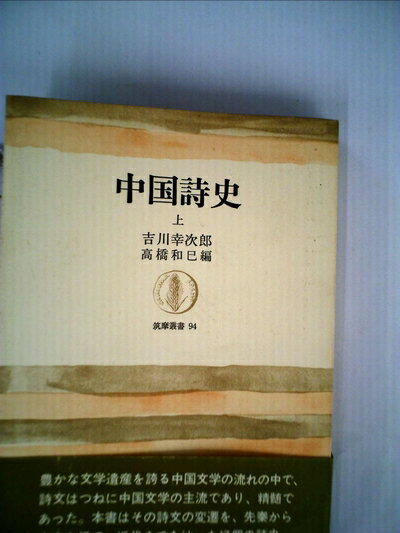 中国詩史
上
吉川幸次郎
高橋和巳編
筑摩叢書 94
豊かな文学遺産を誇る中国文学の流れの中で、
詩文はつねに中国文学の主流であり、精髄で
あった。本書はその詩文の変遷を、先秦から